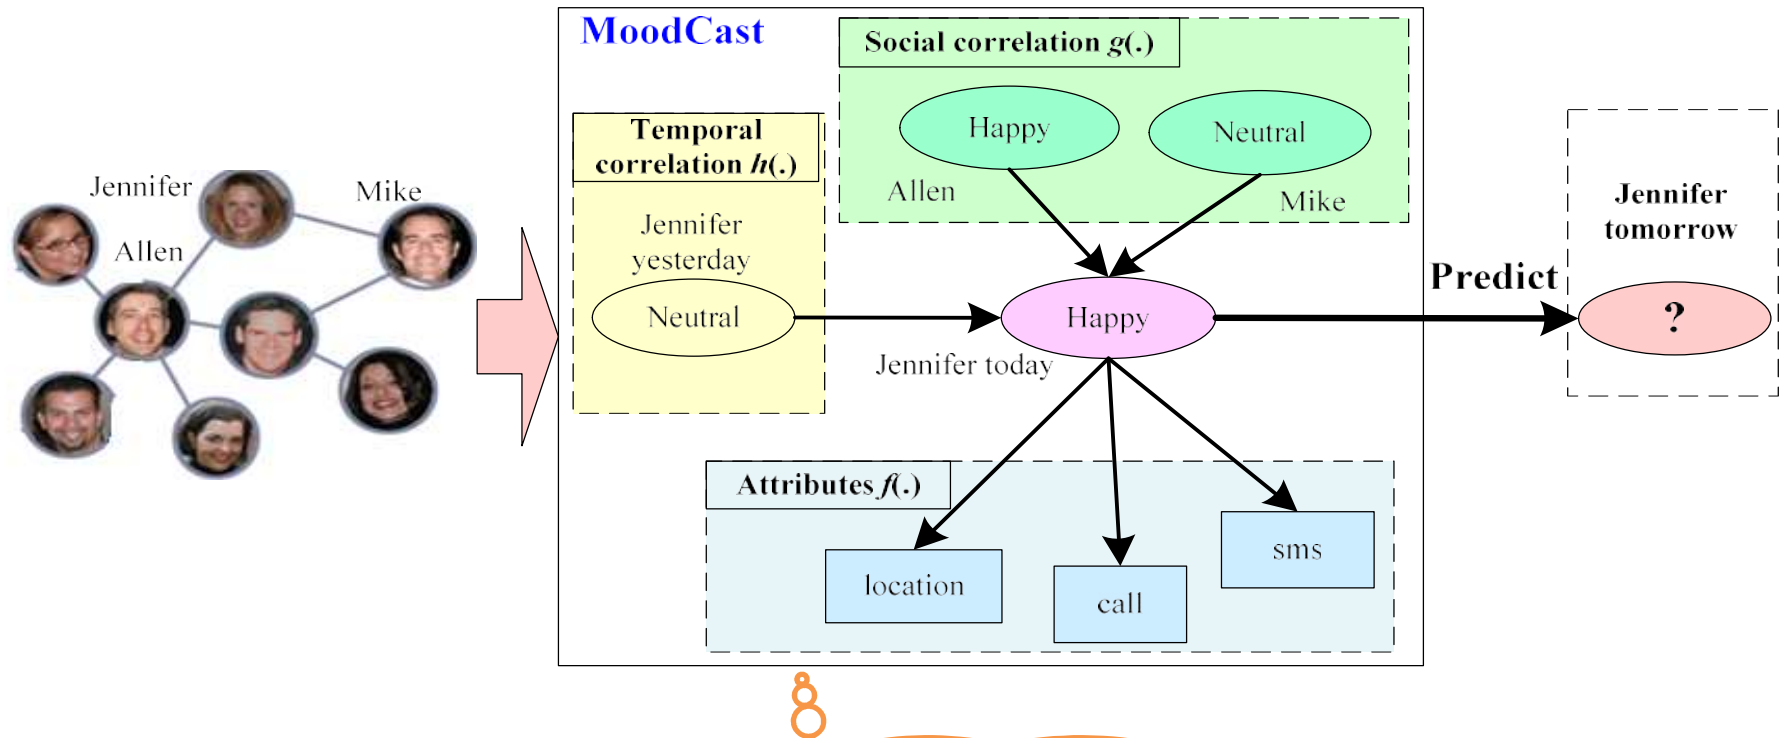 Jennifer
Mike
Allen
MoodCast
Social correlation g(.)
Happy
Neutral
Allen
Mike
Temporal
correlation h(.)
Jennifer
yesterday
Neutral
Happy
Jennifer today
Predict
Jennifer
tomorrow
?
Attributes f(.)
location
call
sms